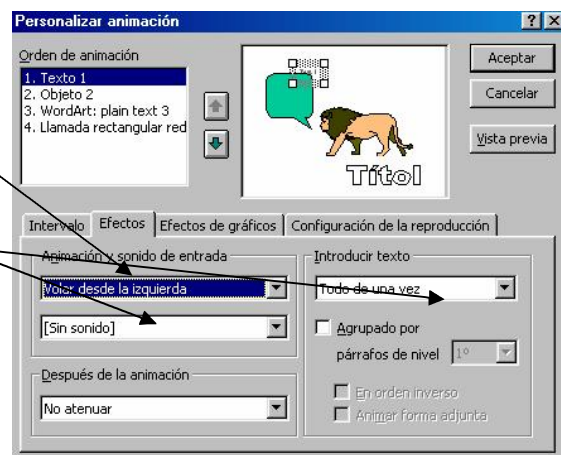 Personalizar animación
Orden de animación
1. Texto 1
2. Objeto 2
3. WordArt: plain text 3
4. Llamada rectangular red
Títol
Aceptar
Cancelar
Vista previa
Intervalo Efectos Efectos de gráficos Configuración de la reproducción
Animación y sonido de entrada
Volar desde la izquierda
[Sin sonido]
Después de la animación
No atenuar
Introducir texto
Todo de una vez
Agrupado por
párrafos de nivel 1º
En orden inverso
Animar forma adjunta